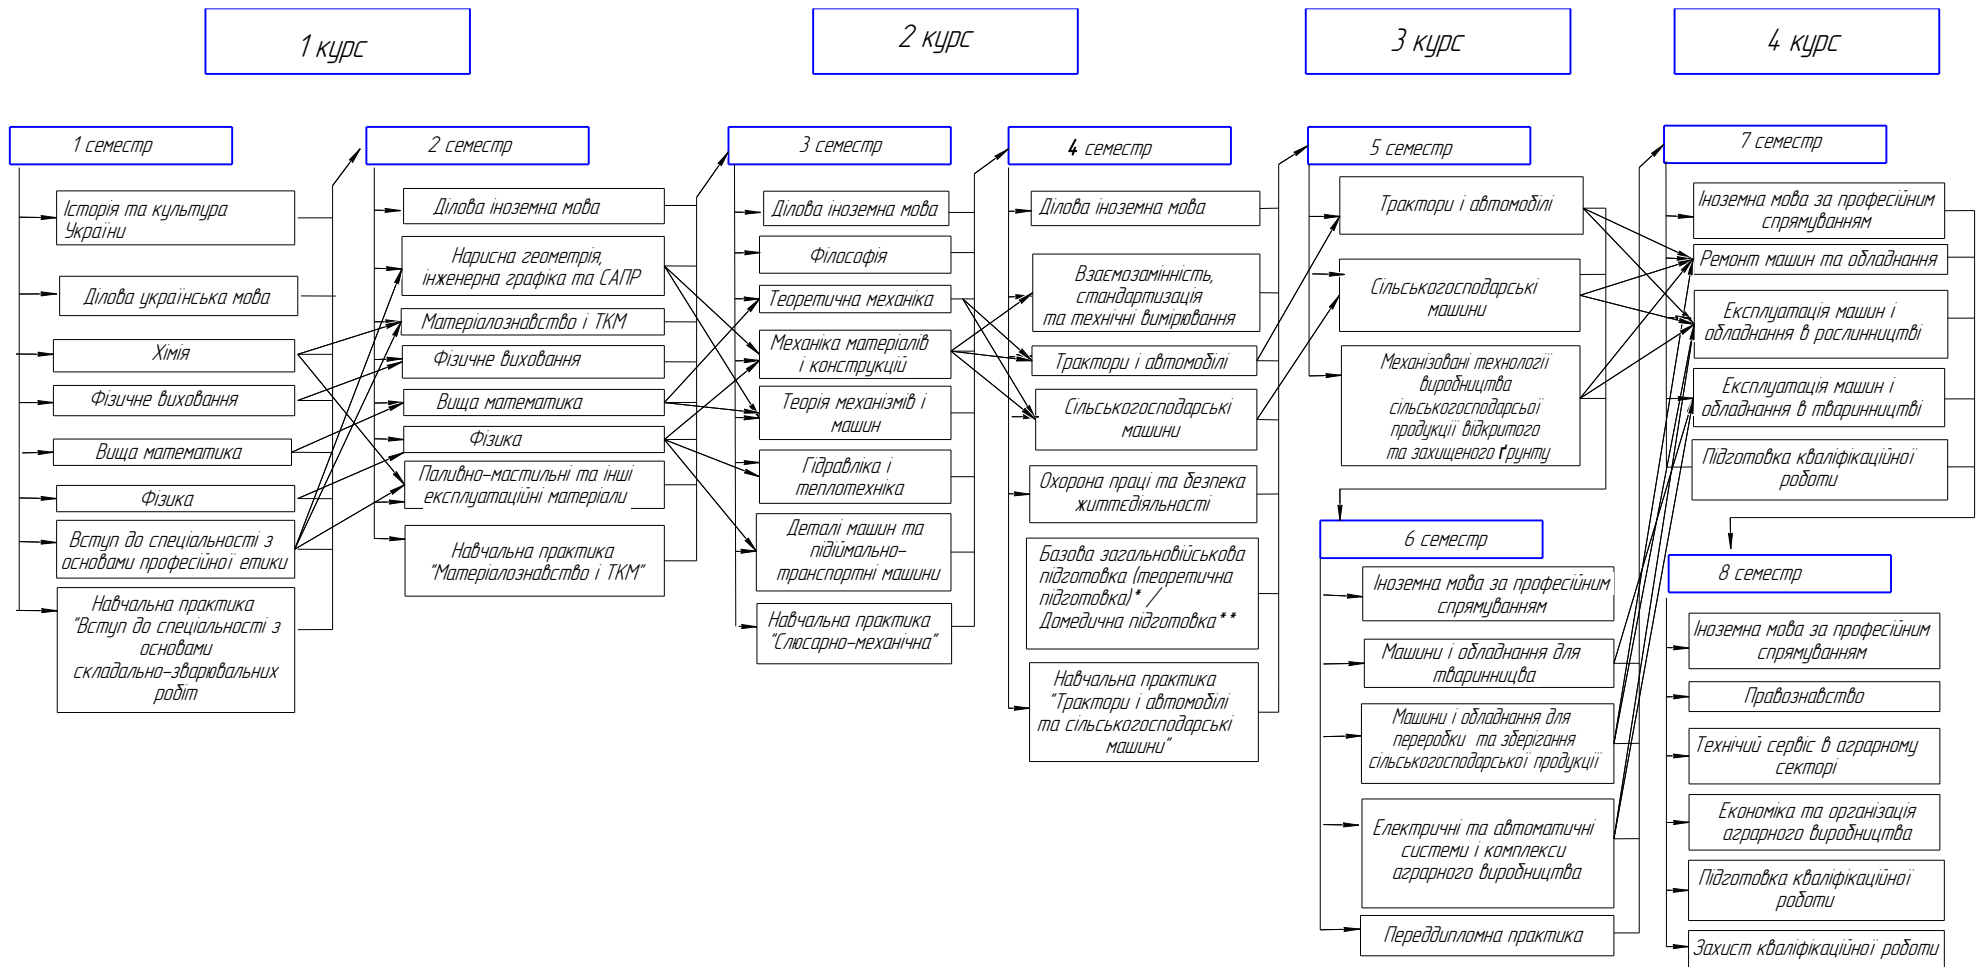 1 курс
2 курс
3 курс
4 курс
1 семестр
Історія та культура
України
Ділова українська мова
Хімія
Фізичне виховання
Вища математика
Фізика
Вступ до спеціальності з
основами професійної етики
Навчальна практика
"Вступ до спеціальності з
основами
складально-зварювальних
робіт
2 семестр
Ділова іноземна мова
Нарисна геометрія,
інженерна графіка та САПР
Матеріалознавство і ТКМ
Фізичне виховання
Вища математика
Фізика
Паливно-мастильні та інші
експлуатаційні матеріали
Навчальна практика
"Матеріалознавство і ТКМ"
3 семестр
Ділова іноземна мова
Філософія
Теоретична механіка
Механіка матеріалів
і конструкцій
Теорія механізмів і
машин
Гідравліка і
теплотехніка
Деталі машин та
підіймально-
транспортні машини
Навчальна практика
"Слюсарно-механічна"
4 семестр
Ділова іноземна мова
Взаємозамінність,
стандартизація
та технічні вимірювання
Трактори і автомобілі
Сільськогосподарські
машини
Охорона праці та безпека
життєдіяльності
Базова загальновійськова
підготовка (теоретична
підготовка)* /
Домедична підготовка**
Навчальна практика
"Трактори і автомобілі
та сільськогосподарські
машини"
5 семестр
Трактори і автомобілі
Сільськогосподарські
машини
Механізовані технології
виробництва
сільськогосподарсьої
продукції відкритого
та захищеного ґрунту
6 семестр
Іноземна мова за професійним
спрямуванням
Машини і обладнання для
тваринництва
Машини і обладнання для
переробки та зберігання
сільськогосподарської продукції
Електричні та автоматичні
системи і комплекси
аграрного виробництва
Переддипломна практика
7 семестр
Іноземна мова за професійним
спрямуванням
Ремонт машин та обладнання
Експлуатація машин і
обладнання в рослинництві
Експлуатація машин і
обладнання в тваринництві
Підготовка кваліфікаційної
роботи
8 семестр
Іноземна мова за професійним
спрямуванням
Правознавство
Технічий сервіс в аграрному
секторі
Економіка та організація
аграрного виробництва
Підготовка кваліфікаційної
роботи
Захист кваліфікаційної роботи